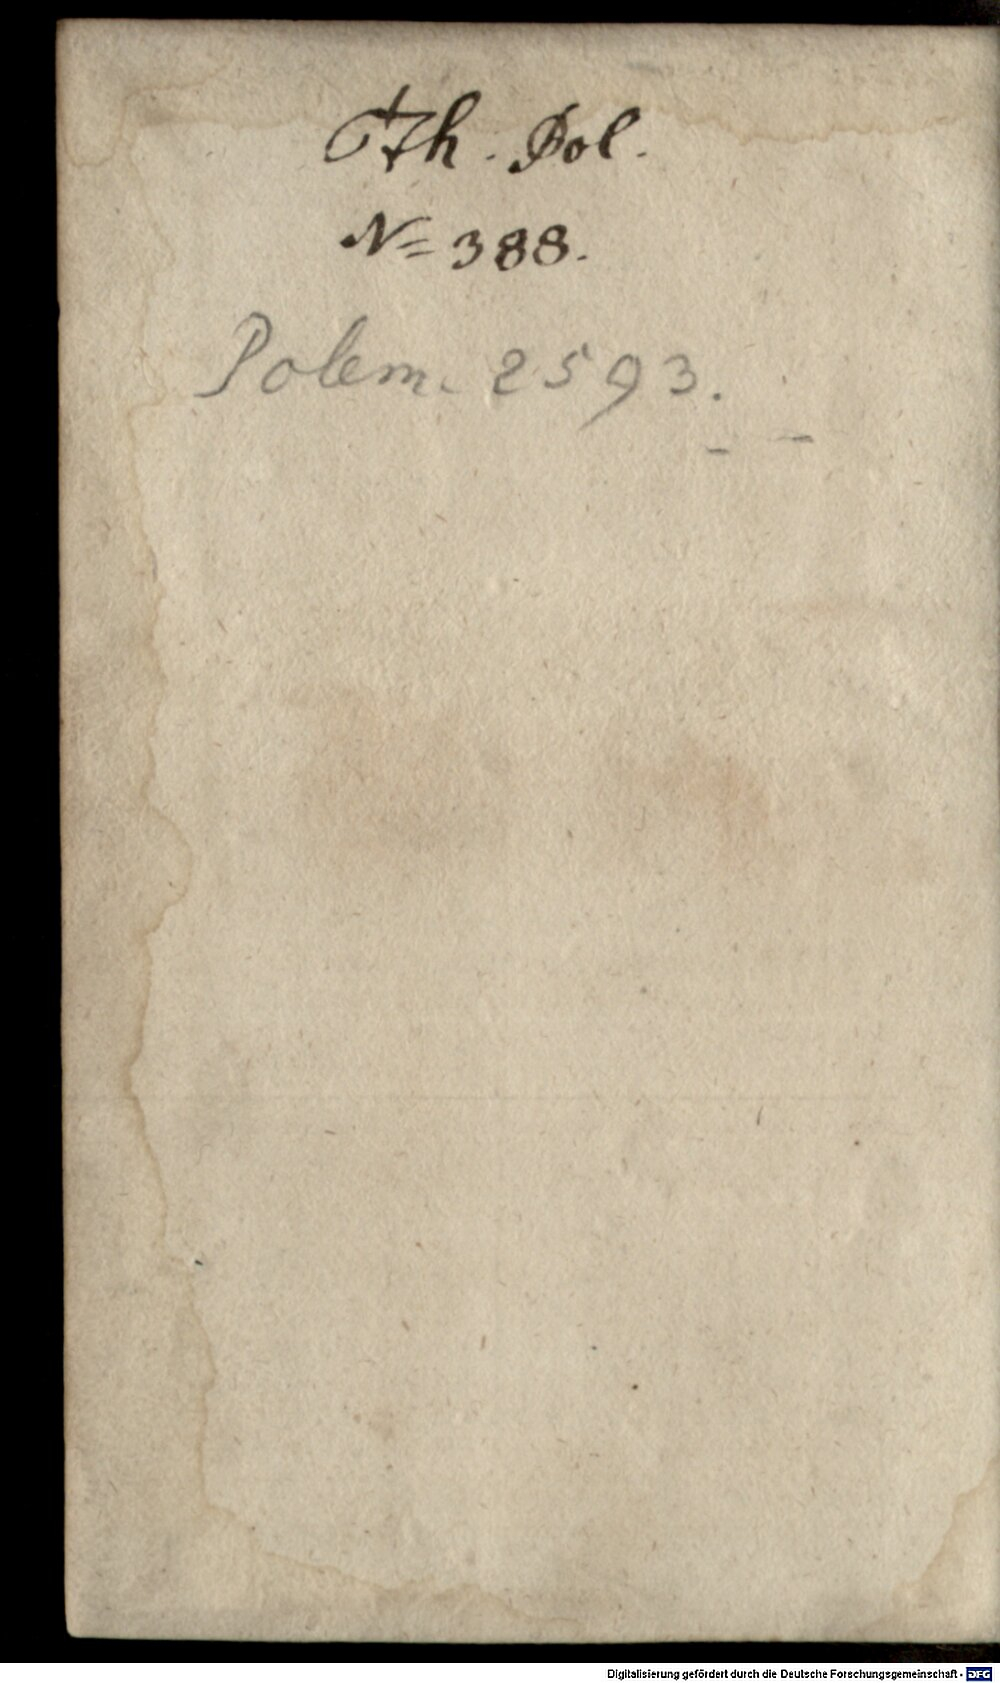 Th. Pol.
N= 388.
Polem. 2593.
Digitalisierung gefördert durch die Deutsche Forschungsgemeinschaft - DFG